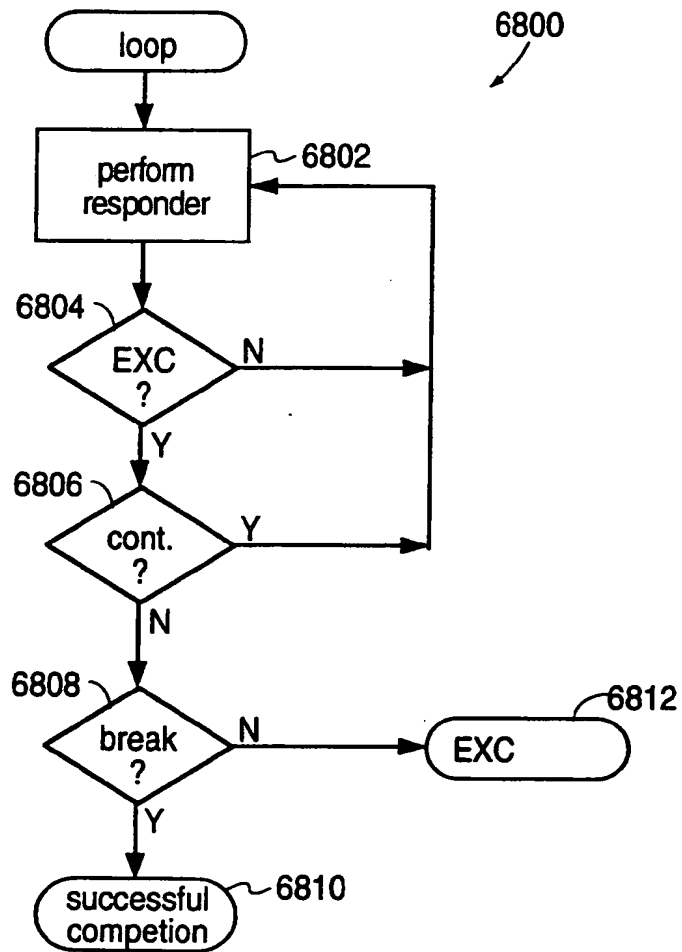 loop
6800
perform
responder
6802
6804
EXC
?
N
Y
6806
cont.
?
Y
N
6808
break
?
N
Y
EXC
6812
successful
competion
6810